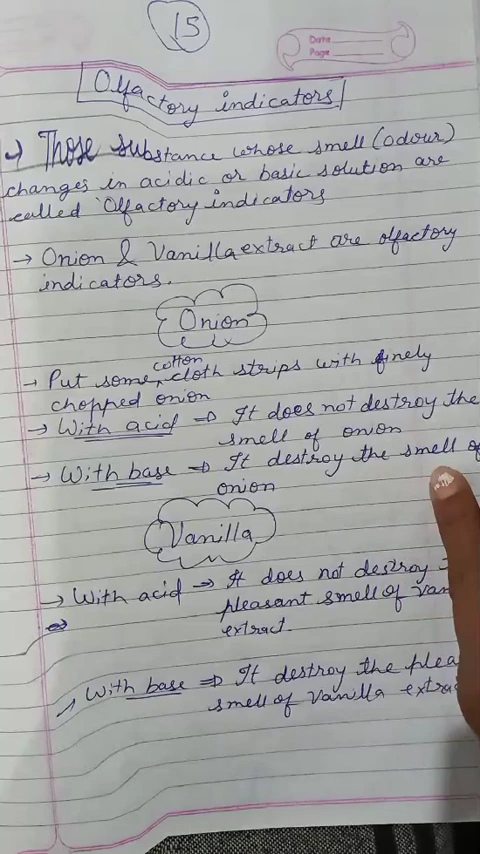 15
Date
Page
Olfactory indicators
→ Those substance whose smell (odour)
changes in acidic or basic solution are
called Olfactory indicators
→ Onion & Vanilla extract are olfactory
indicators.
Onion
→ Put some cotton cloth strips with finely
chopped onion
→ With acid ⇒ It does not destroy the
smell of onion
→ With base ⇒ It destroy the smell of
onion
Vanilla
→ With acid → It does not destroy
⇒ pleasant smell of Van
extract.
→ With base ⇒ It destroy the plea
smell of Vanilla extrac